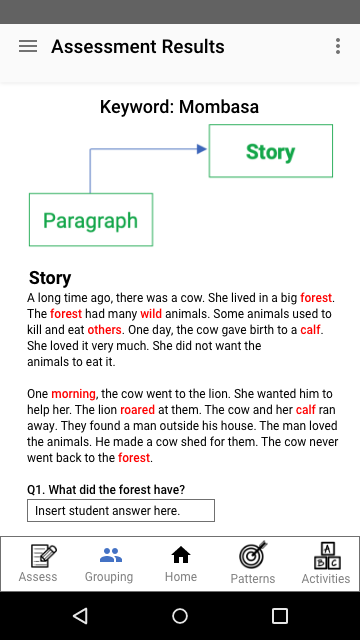 Assessment Results
Keyword: Mombasa
Story
Paragraph
Story
A long time ago, there was a cow. She lived in a big forest.
The forest had many wild animals. Some animals used to
kill and eat others. One day, the cow gave birth to a calf.
She loved it very much. She did not want the
animals to eat it.
One morning, the cow went to the lion. She wanted him to
help her. The lion roared at them. The cow and her calf ran
away. They found a man outside his house. The man loved
the animals. He made a cow shed for them. The cow never
went back to the forest.
Q1. What did the forest have?
Insert student answer here.
A
B C
Assess Grouping Home Patterns Activities